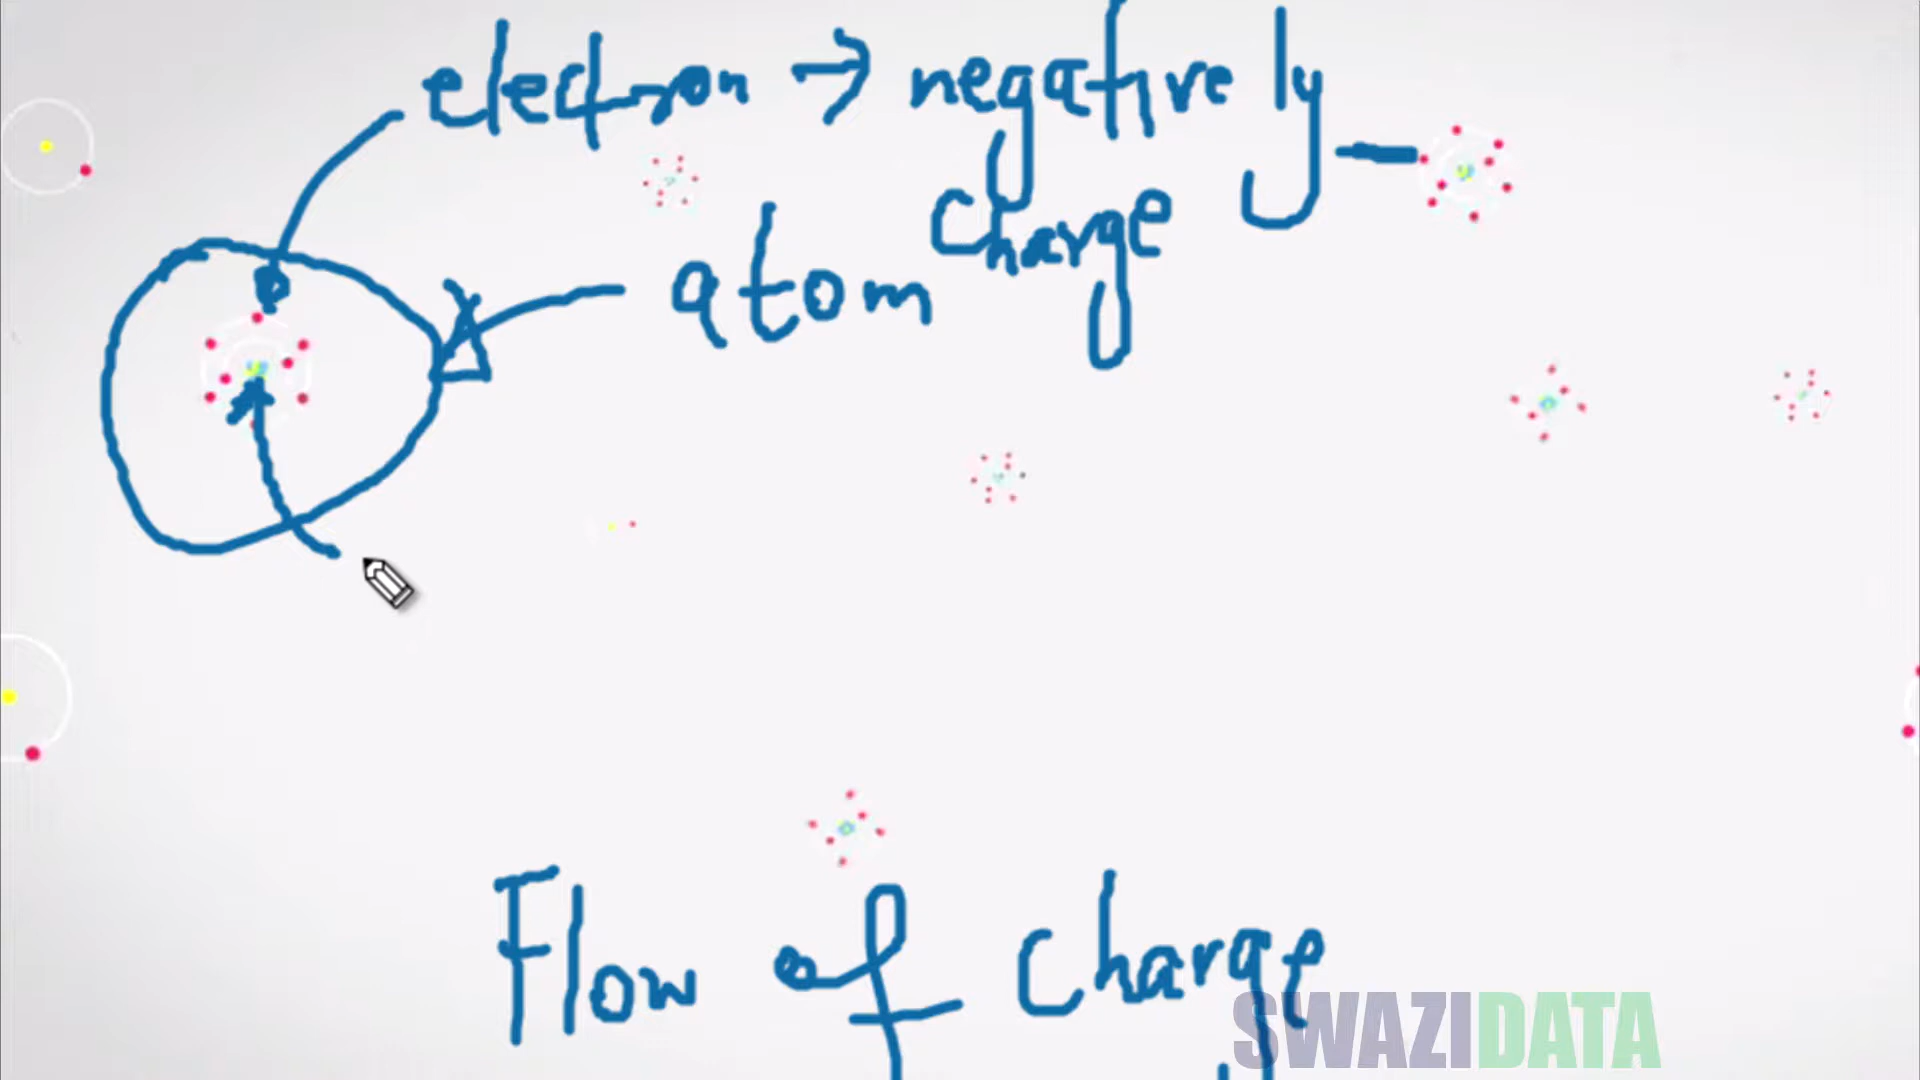 electron → negatively -
charge
atom
Flow of charge
SWAZIDATA